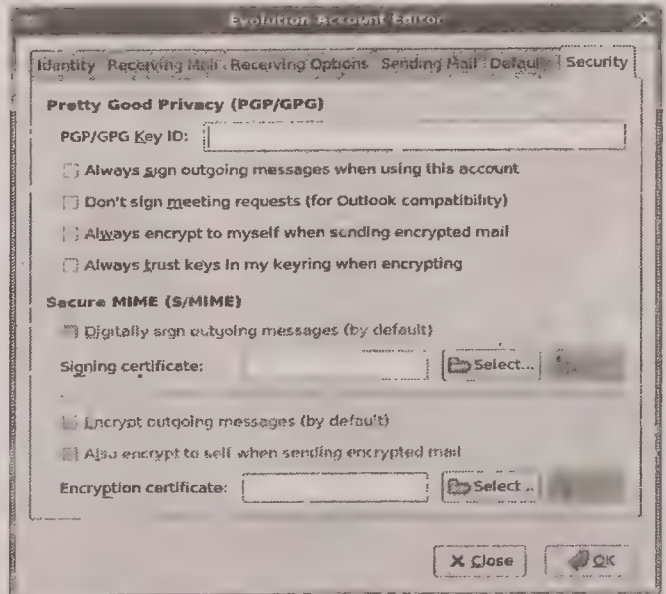 Evolution Account Editor
Identity Receiving Mail Receiving Options Sending Mail Defaults Security
Pretty Good Privacy (PGP/GPG)
PGP/GPG Key ID:
Always sign outgoing messages when using this account
Don't sign meeting requests (for Outlook compatibility)
Always encrypt to myself when sending encrypted mail
Always trust keys in my keyring when encrypting
Secure MIME (S/MIME)
Digitally sign outgoing messages (by default)
Signing certificate: Select...
Encrypt outgoing messages (by default)
Also encrypt to self when sending encrypted mail
Encryption certificate: Select...
Close OK